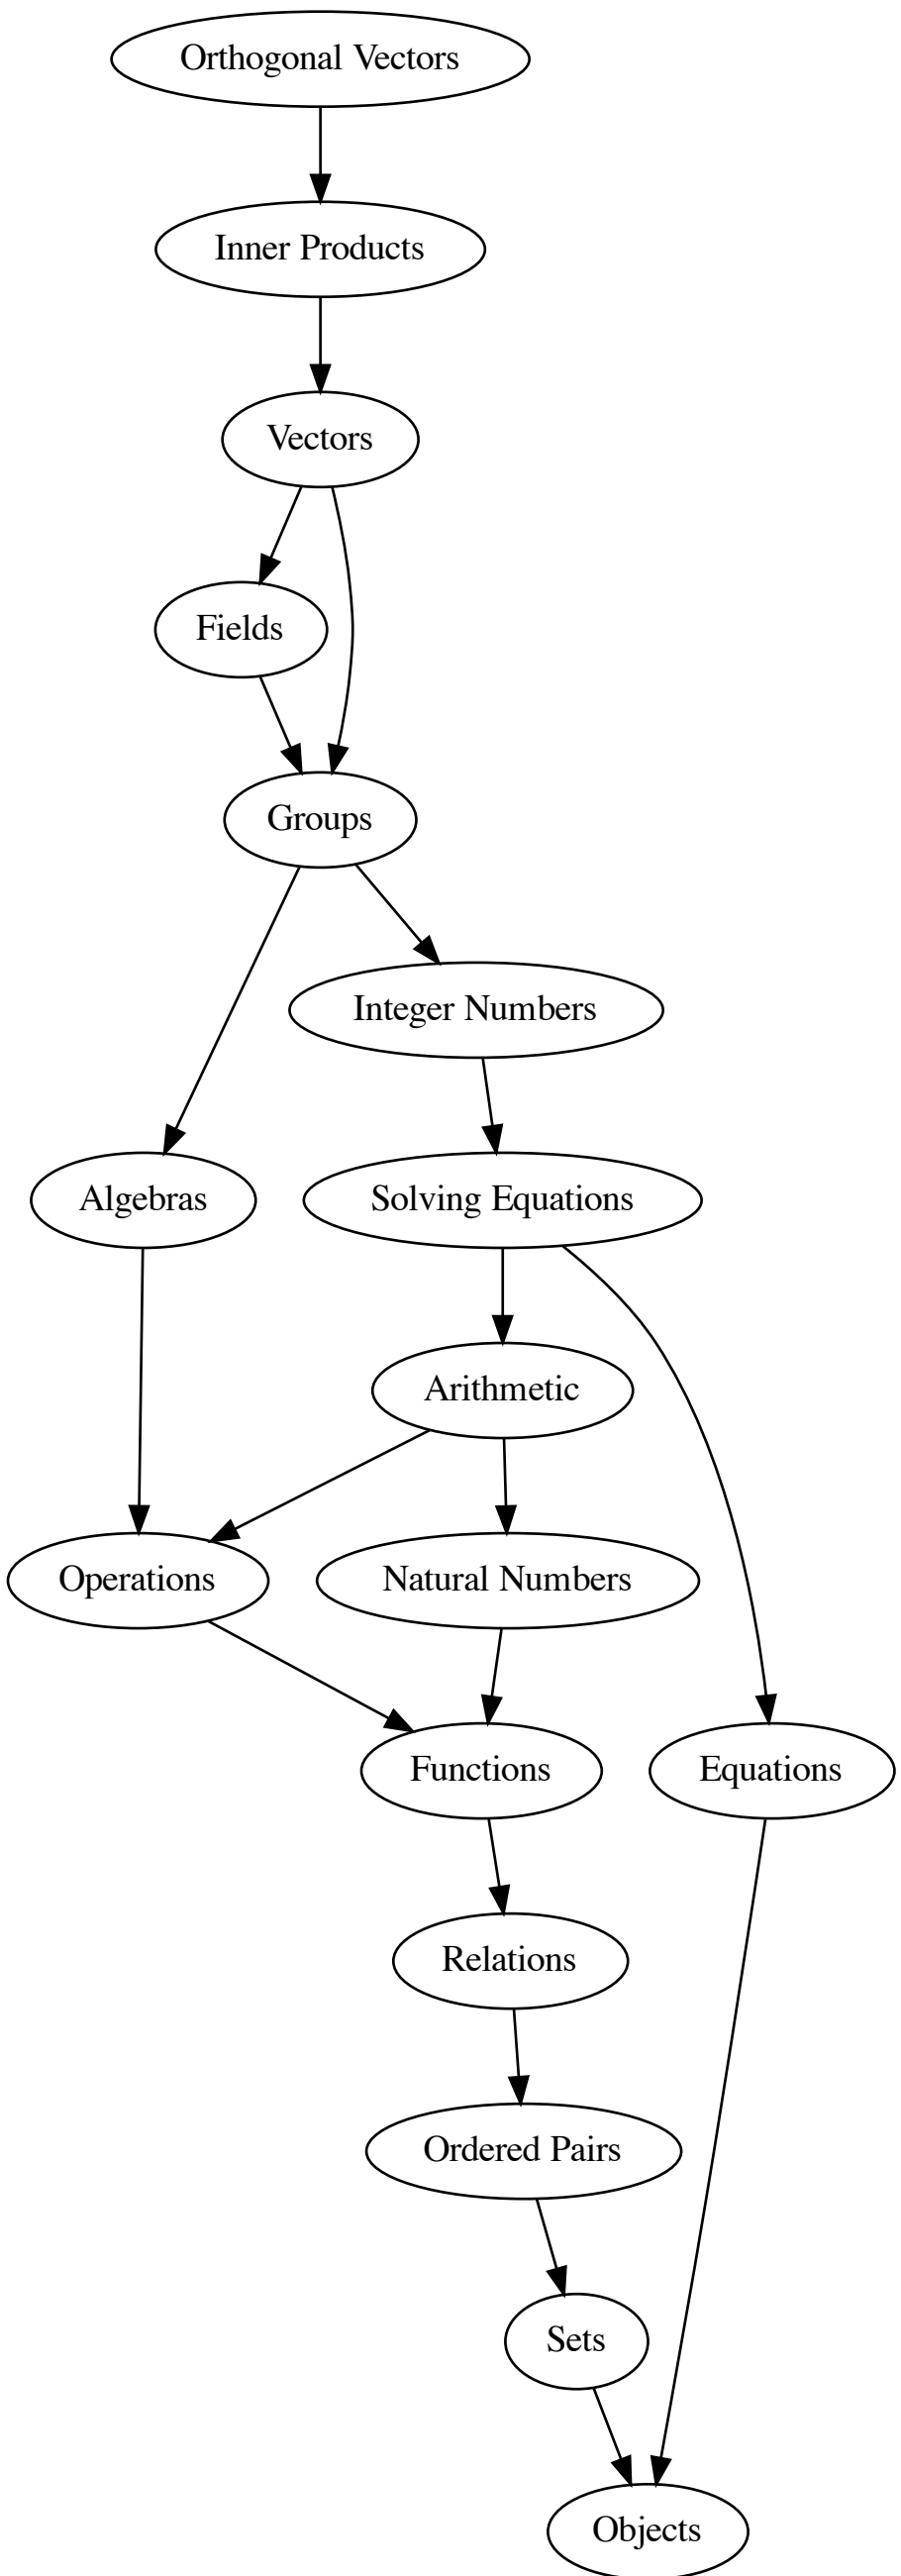 Orthogonal Vectors
Inner Products
Vectors
Fields
Groups
Integer Numbers
Algebras
Solving Equations
Arithmetic
Operations
Natural Numbers
Functions
Equations
Relations
Ordered Pairs
Sets
Objects